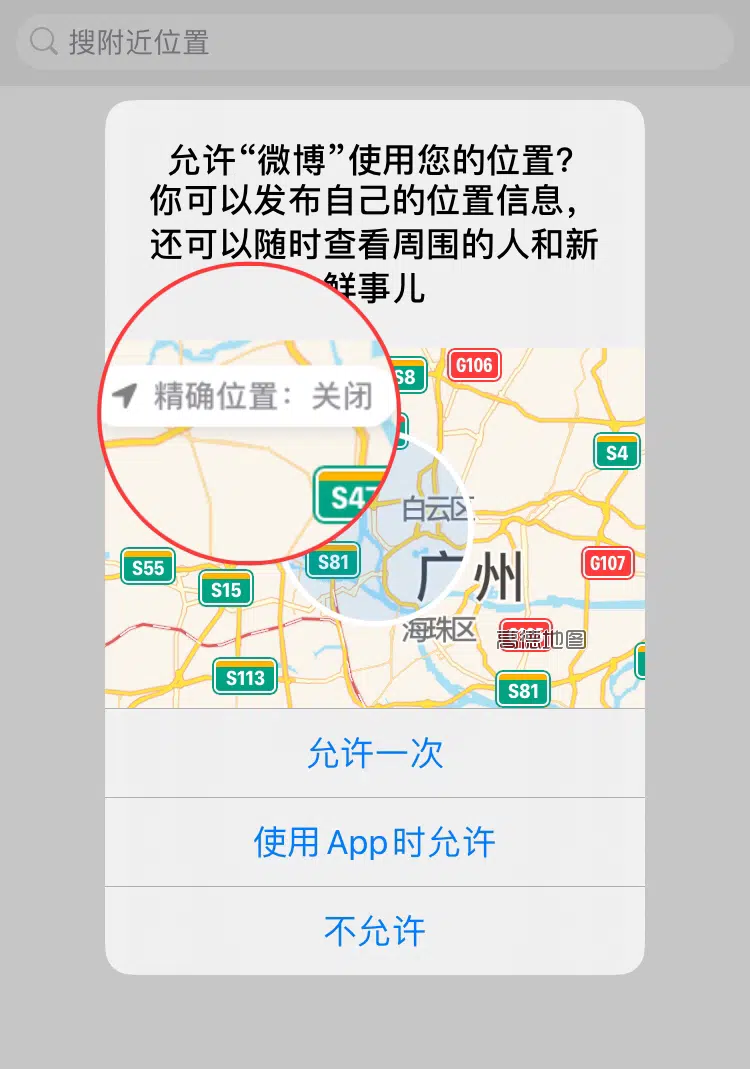 搜附近位置
允许“微博”使用您的位置?
你可以发布自己的位置信息,
还可以随时查看周围的人和新
鲜事儿
精确位置：关闭
S8
G106
S4
S47
白云区
S55
S15
S81
广州
G107
海珠区
高德地图
S113
S81
允许一次
使用App时允许
不允许